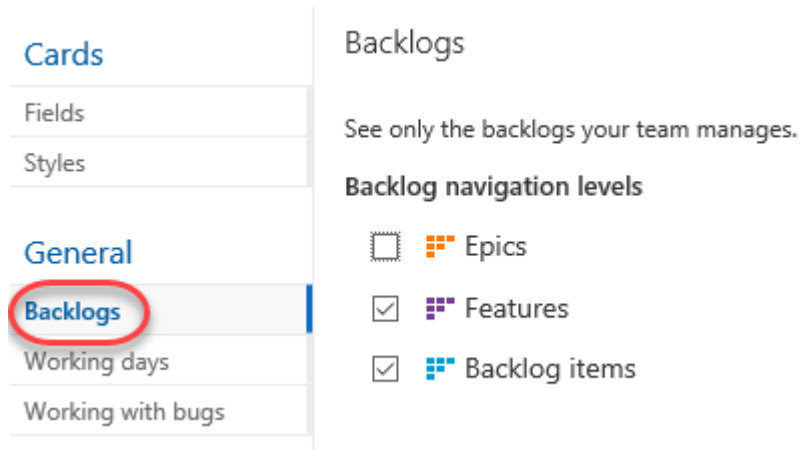 Cards
Fields
Styles
General
Backlogs
Working days
Working with bugs
Backlogs
See only the backlogs your team manages.
Backlog navigation levels
Epics
Features
Backlog items